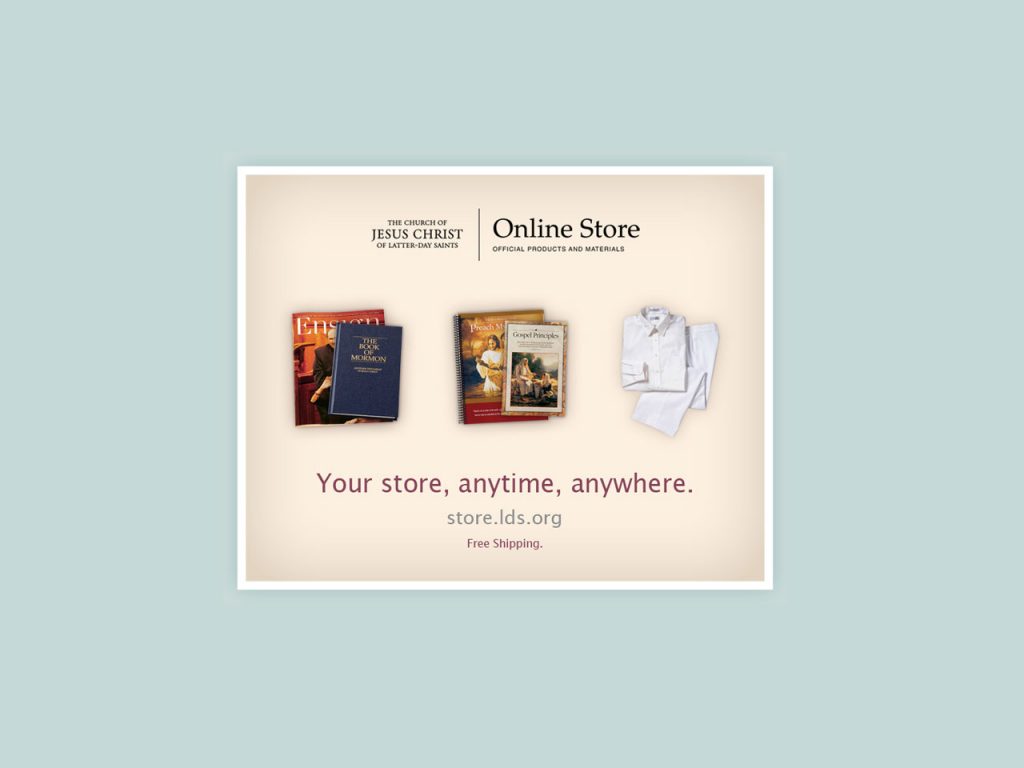 THE CHURCH OF
JESUS CHRIST
OF LATTER-DAY SAINTS
Online Store
OFFICIAL PRODUCTS AND MATERIALS
Ensign
THE
BOOK
OF
MORMON
Preach M
Gospel Principles
Your store, anytime, anywhere.
store.lds.org
Free Shipping.